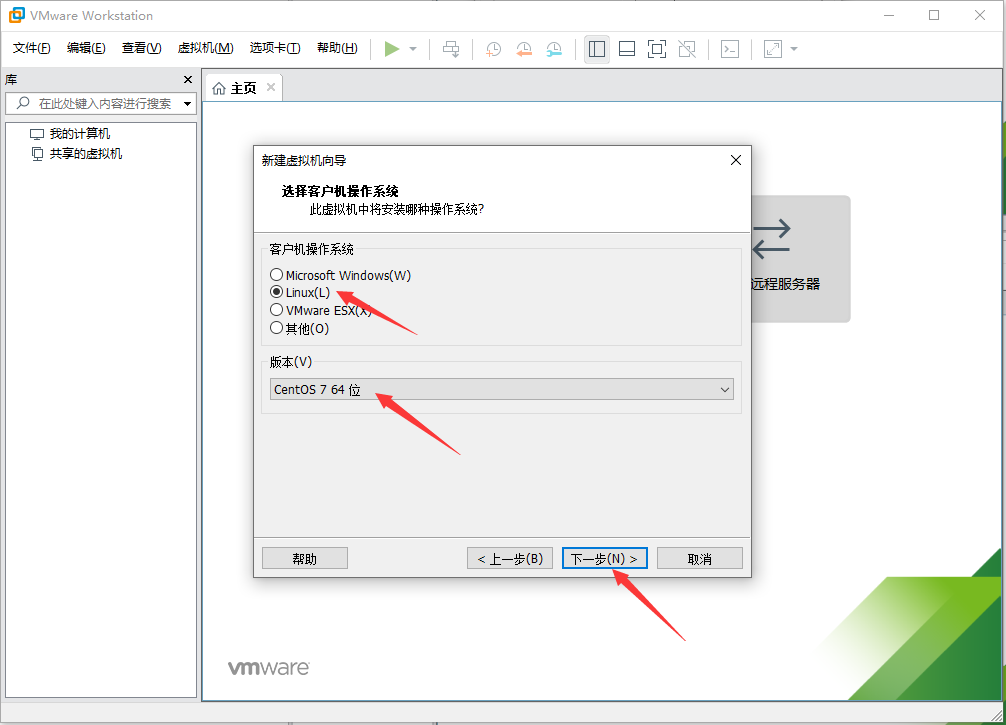 VMware Workstation
文件(F) 编辑(E) 查看(V) 虚拟机(M) 选项卡(T) 帮助(H)
库
在此处键入内容进行搜索
我的计算机
共享的虚拟机
主页
新建虚拟机向导
选择客户机操作系统
此虚拟机中将安装哪种操作系统?
客户机操作系统
Microsoft Windows(W)
Linux(L)
VMware ESX(X)
其他(O)
版本(V)
CentOS 7 64 位
帮助 < 上一步(B) 下一步(N) > 取消
远程服务器
vmware